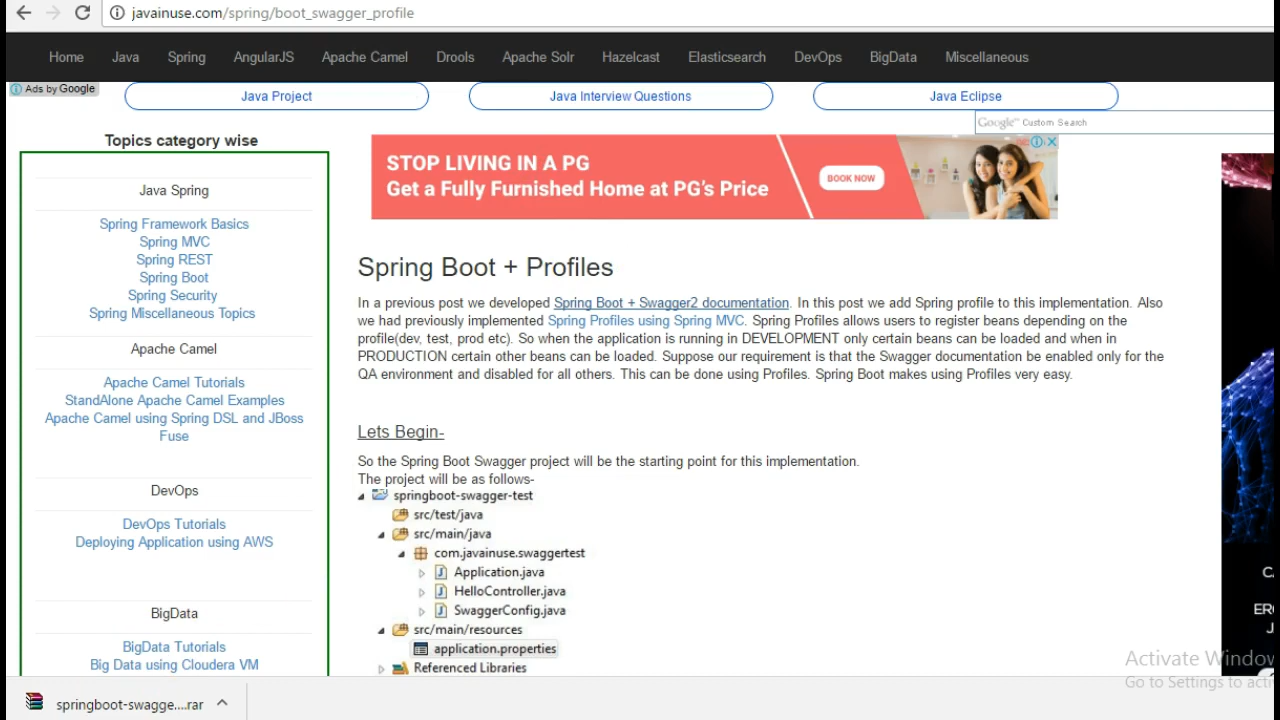 javainuse.com/spring/boot_swagger_profile
Home Java Spring AngularJS Apache Camel Drools Apache Solr Hazelcast Elasticsearch DevOps BigData Miscellaneous
Ads by Google
Java Project
Java Interview Questions
Java Eclipse
Google™ Custom Search
Topics category wise
Java Spring
Spring Framework Basics
Spring MVC
Spring REST
Spring Boot
Spring Security
Spring Miscellaneous Topics
Apache Camel
Apache Camel Tutorials
StandAlone Apache Camel Examples
Apache Camel using Spring DSL and JBoss
Fuse
DevOps
DevOps Tutorials
Deploying Application using AWS
BigData
BigData Tutorials
Big Data using Cloudera VM
STOP LIVING IN A PG
Get a Fully Furnished Home at PG's Price
BOOK NOW
Spring Boot + Profiles
In a previous post we developed Spring Boot + Swagger2 documentation. In this post we add Spring profile to this implementation. Also
we had previously implemented Spring Profiles using Spring MVC. Spring Profiles allows users to register beans depending on the
profile(dev, test, prod etc). So when the application is running in DEVELOPMENT only certain beans can be loaded and when in
PRODUCTION certain other beans can be loaded. Suppose our requirement is that the Swagger documentation be enabled only for the
QA environment and disabled for all others. This can be done using Profiles. Spring Boot makes using Profiles very easy.
Lets Begin-
So the Spring Boot Swagger project will be the starting point for this implementation.
The project will be as follows-
springboot-swagger-test
src/test/java
src/main/java
com.javainuse.swaggertest
Application.java
HelloController.java
SwaggerConfig.java
src/main/resources
application.properties
Referenced Libraries
Activate Window
Go to Settings to acti
springboot-swagge....rar